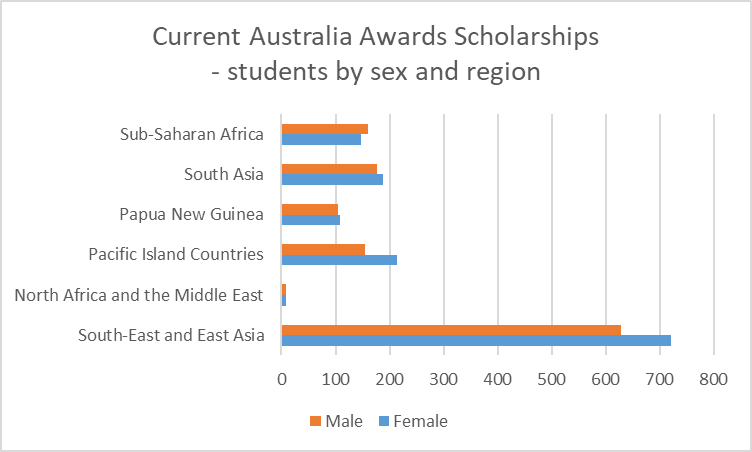 Current Australia Awards Scholarships
- students by sex and region
Sub-Saharan Africa
South Asia
Papua New Guinea
Pacific Island Countries
North Africa and the Middle East
South-East and East Asia
0 100 200 300 400 500 600 700 800
Male Female